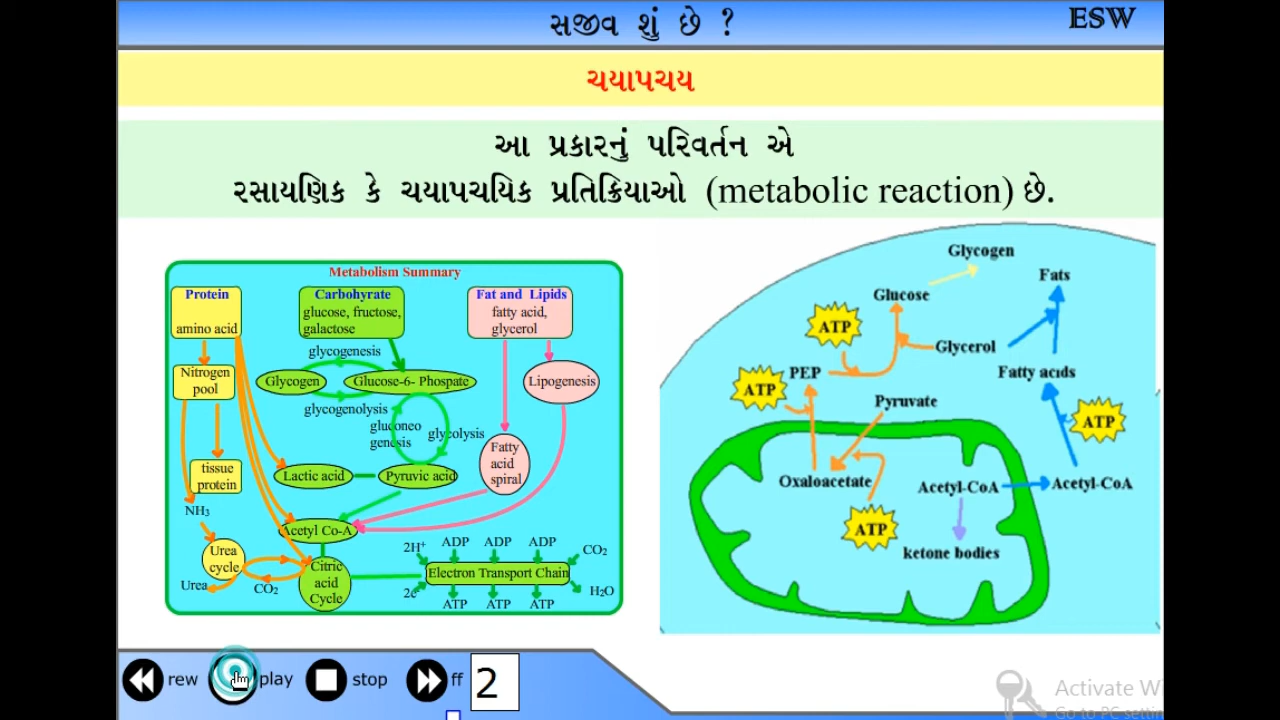 સજીવ શું છે ?
ESW
ચયાપચય
આ પ્રકારનું પરિવર્તન એ
રસાયણિક કે ચયાપચયિક પ્રતિક્રિયાઓ (metabolic reaction) છે.
Metabolism Summary
Protein
amino acid
Carbohyrate
glucose, fructose,
galactose
Fat and Lipids
fatty acid,
glycerol
glycogenesis
Nitrogen
pool
Glycogen
Glucose-6- Phospate
Lipogenesis
glycogenolysis
gluconeo
genesis
glycolysis
tissue
protein
Lactic acid
Pyruvic acid
Fatty
acid
spiral
NH3
Acetyl Co-A
Urea
cycle
Urea
CO2
Citric
acid
Cycle
2H+
ADP
ADP
ADP
CO2
Electron Transport Chain
2e-
ATP
ATP
ATP
H2O
Glycogen
Fats
Glucose
ATP
Glycerol
PEP
Fatty acids
ATP
Pyruvate
ATP
Oxaloacetate
Acetyl-CoA
Acetyl-CoA
ATP
ketone bodies
rew
play
stop
ff
2
Activate Wi
Go to PC settin